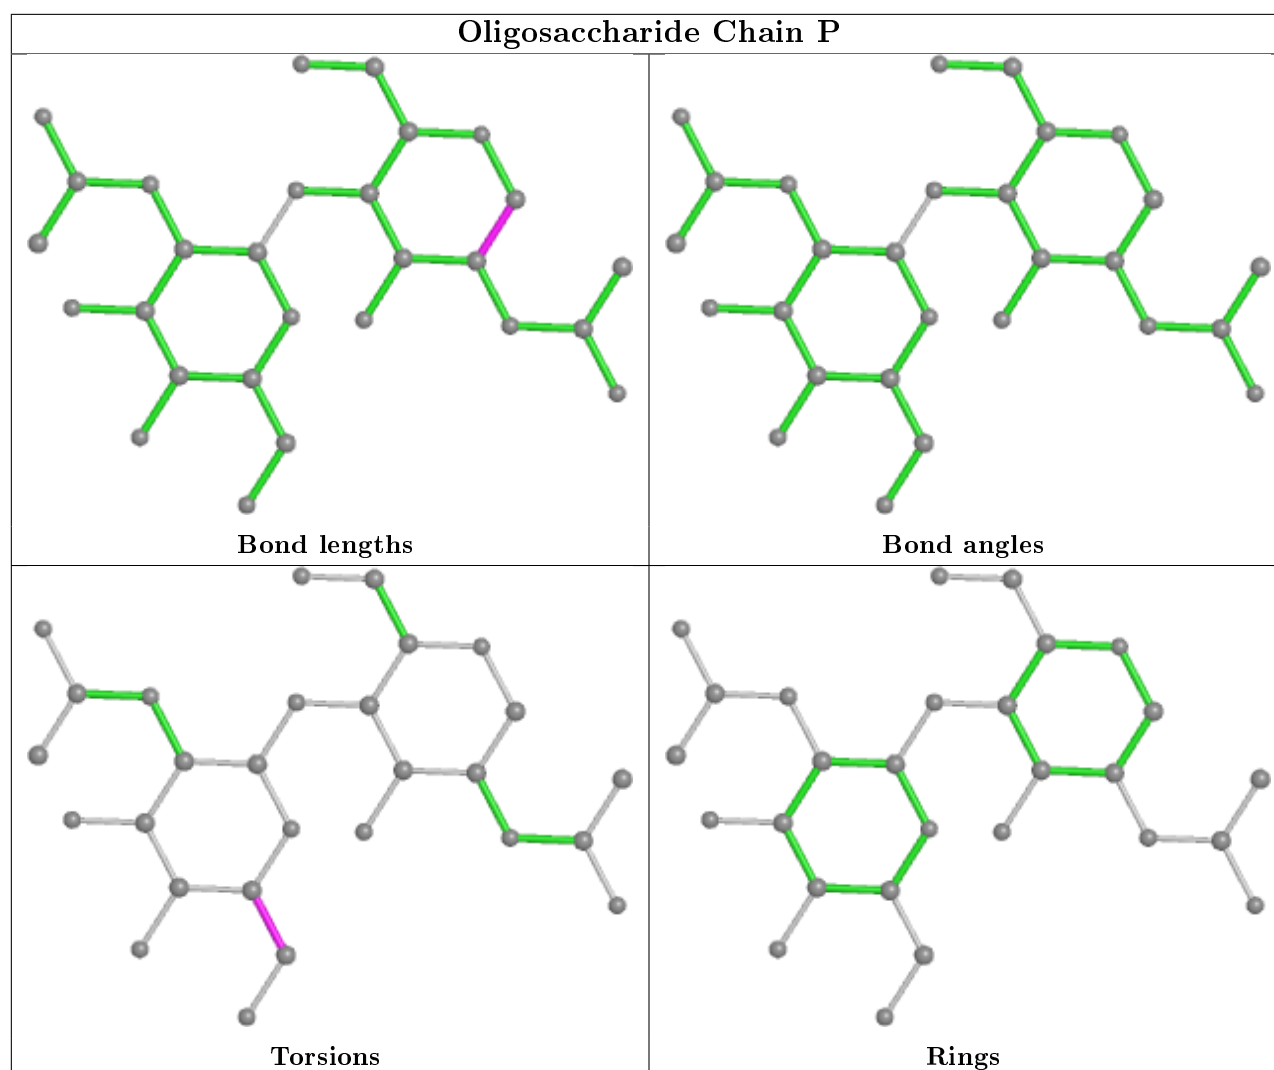 Oligosaccharide Chain P
Bond lengths
Bond angles
Torsions
Rings